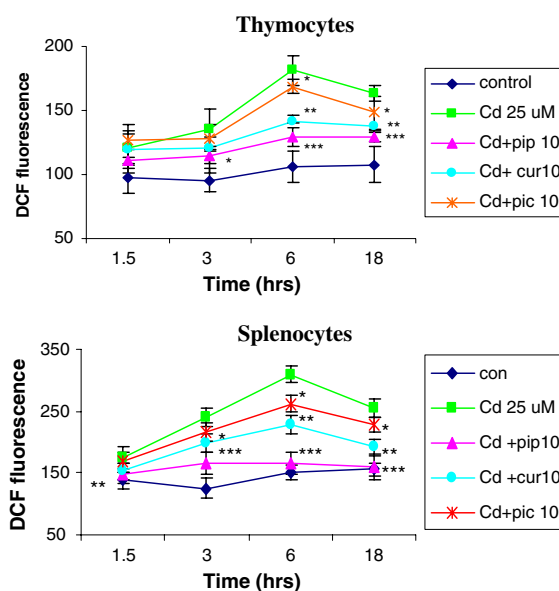 Thymocytes
200
150
100
50
DCF fluorescence
*
**
***
*
*
**
***
1.5 3 6 18
Time (hrs)
control
Cd 25 uM
Cd+pip 10
Cd+ cur10
Cd+pic 10
Splenocytes
350
250
150
50
DCF fluorescence
**
*
***
*
**
***
*
**
***
1.5 3 6 18
Time (hrs)
con
Cd 25 uM
Cd +pip10
Cd +cur10
Cd+pic 10